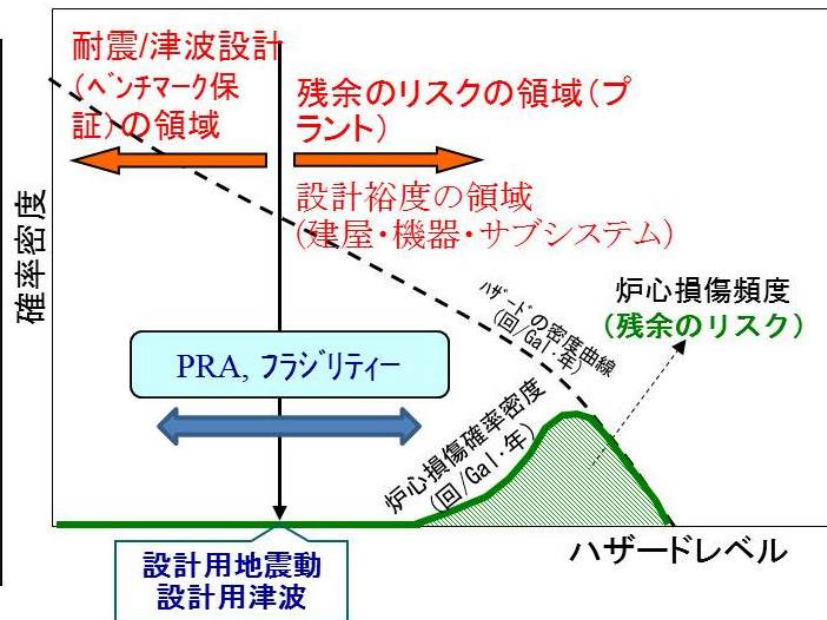 耐震/津波設計
(ベンチマーク保
証)の領域
残余のリスクの領域(プ
ラント)
設計裕度の領域
(建屋・機器・サブシステム)
確率密度
ハザードの密度曲線
(回/Gal・年)
炉心損傷頻度
(残余のリスク)
PRA, フラジリティー
炉心損傷確率密度
(回/Gal・年)
ハザードレベル
設計用地震動
設計用津波